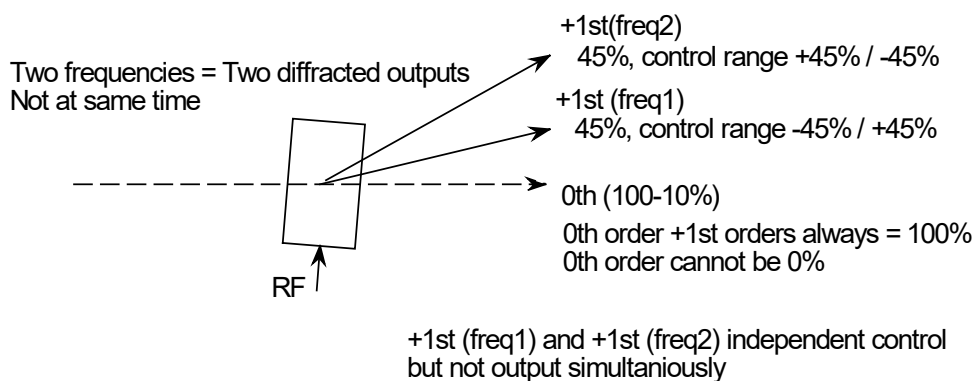 +1st(freq2)
45%, control range +45% / -45%
Two frequencies = Two diffracted outputs
Not at same time
+1st (freq1)
45%, control range -45% / +45%
0th (100-10%)
0th order +1st orders always = 100%
0th order cannot be 0%
RF
+1st (freq1) and +1st (freq2) independent control
but not output simultaniously